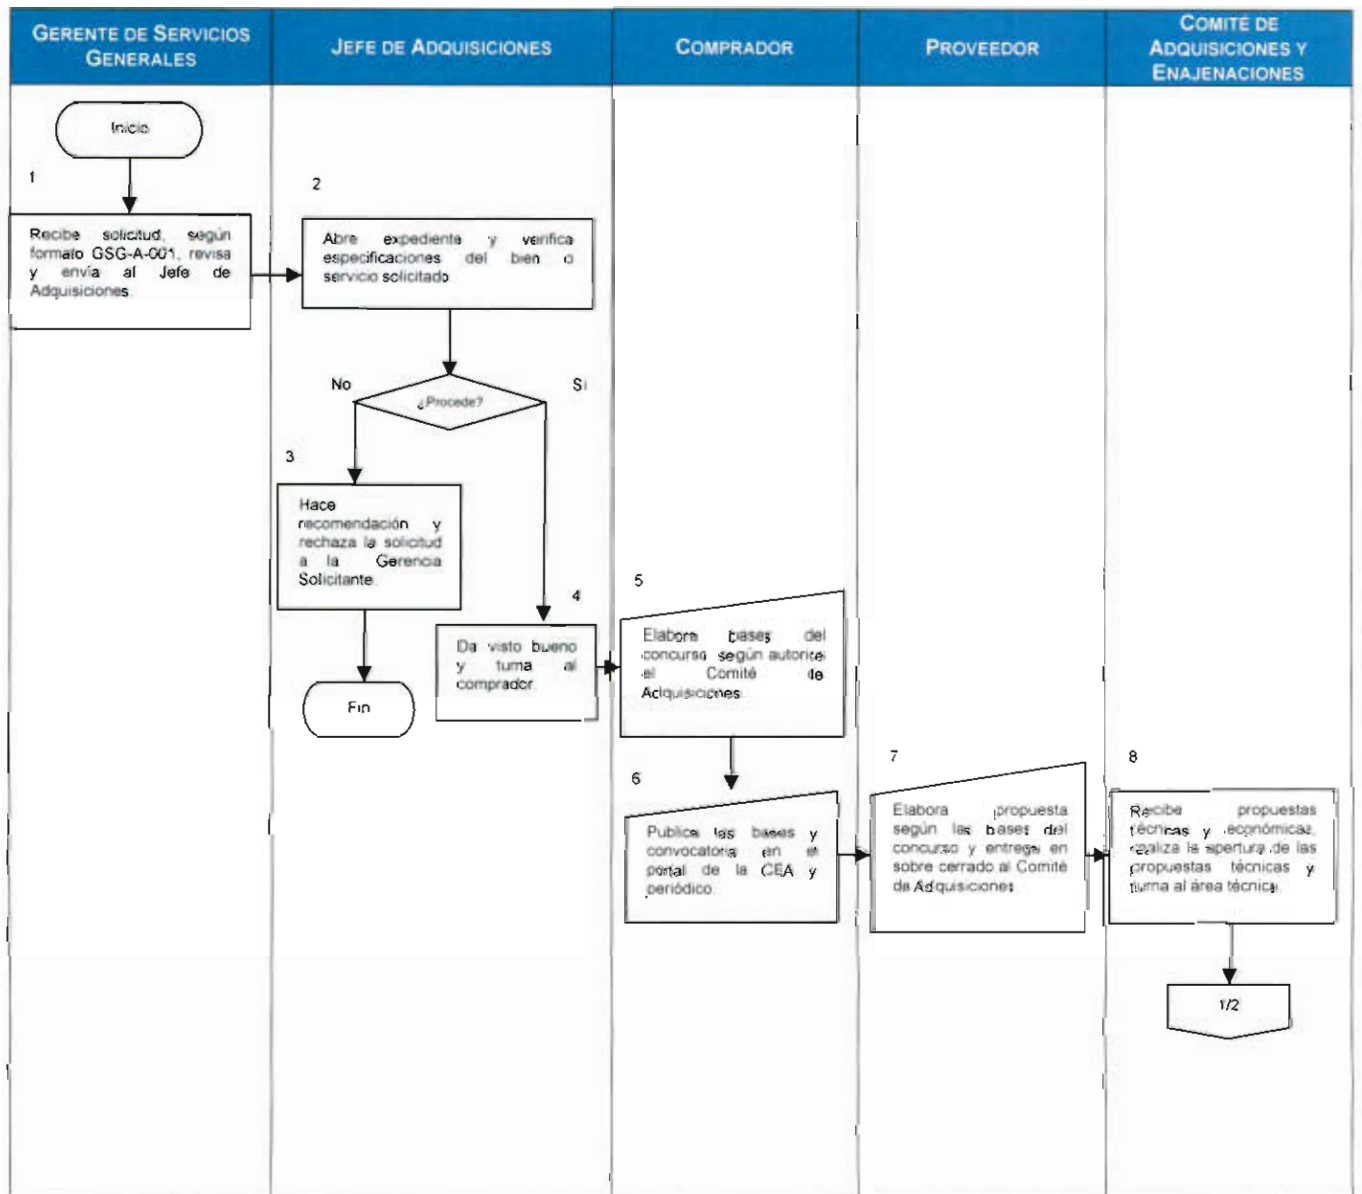 GERENTE DE SERVICIOS
GENERALES
JEFE DE ADQUISICIONES
COMPRADOR
PROVEEDOR
COMITÉ DE
ADQUISICIONES Y
ENAJENACIONES
Inicio
1
Recibe solicitud, según
formato GSG-A-001, revisa
y envía al Jefe de
Adquisiciones.
2
Abre expediente y verifica
especificaciones del bien o
servicio solicitado
¿Procede?
No
Si
3
Hace
recomendación y
rechaza la solicitud
a la Gerencia
Solicitante.
Fin
4
Da visto bueno
y turna al
comprador.
5
Elabora bases del
concurso según autorice
el Comité de
Adquisiciones.
6
Publica las bases y
convocatoria en el
portal de la CEA y
periódico.
7
Elabora propuesta
según las bases del
concurso y entrega en
sobre cerrado al Comité
de Adquisiciones
8
Recibe propuestas
técnicas y económicas,
realiza la apertura de las
propuestas técnicas y
turna al área técnica.
1/2